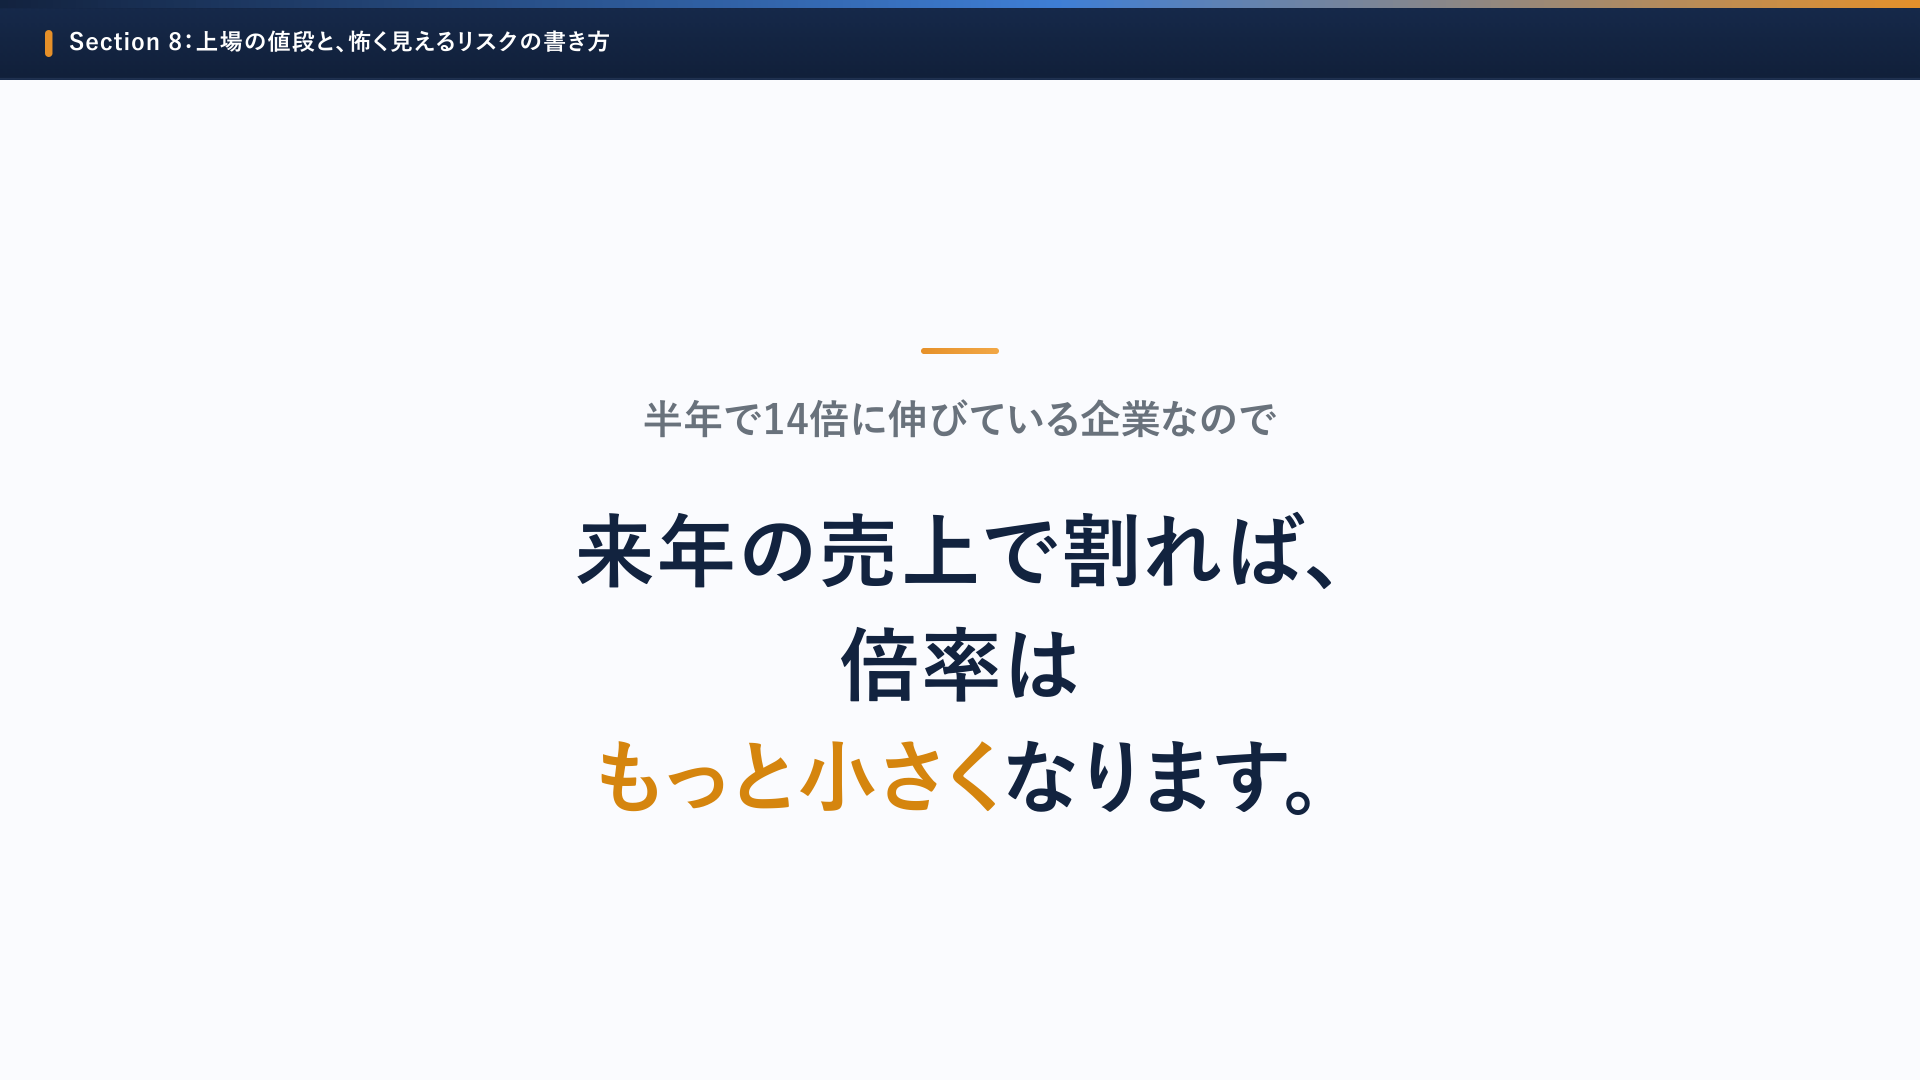 Section 8：上場の値段と、怖く見えるリスクの書き方
半年で14倍に伸びている企業なので
来年の売上で割れば、
倍率は
もっと小さくなります。